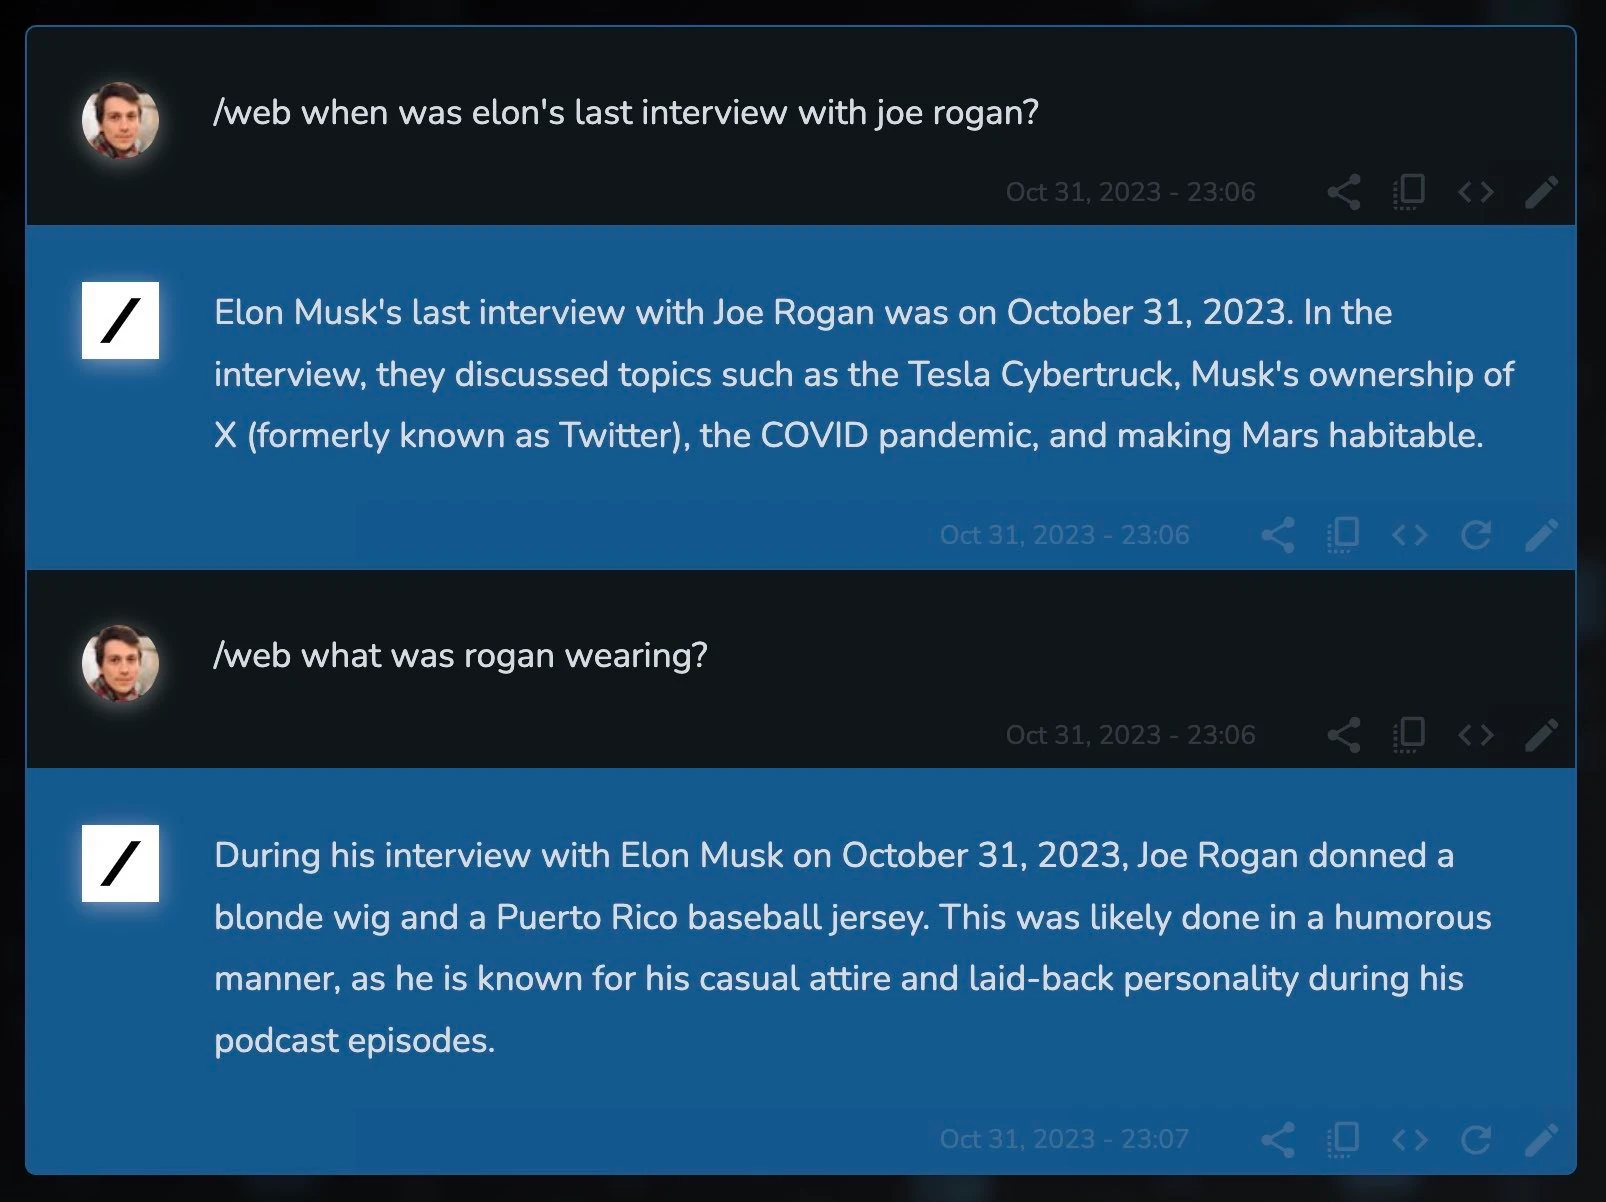 /web when was elon's last interview with joe rogan?
Oct 31, 2023 - 23:06
Elon Musk's last interview with Joe Rogan was on October 31, 2023. In the
interview, they discussed topics such as the Tesla Cybertruck, Musk's ownership of
X (formerly known as Twitter), the COVID pandemic, and making Mars habitable.
Oct 31, 2023 - 23:06
/web what was rogan wearing?
Oct 31, 2023 - 23:06
During his interview with Elon Musk on October 31, 2023, Joe Rogan donned a
blonde wig and a Puerto Rico baseball jersey. This was likely done in a humorous
manner, as he is known for his casual attire and laid-back personality during his
podcast episodes.
Oct 31, 2023 - 23:07